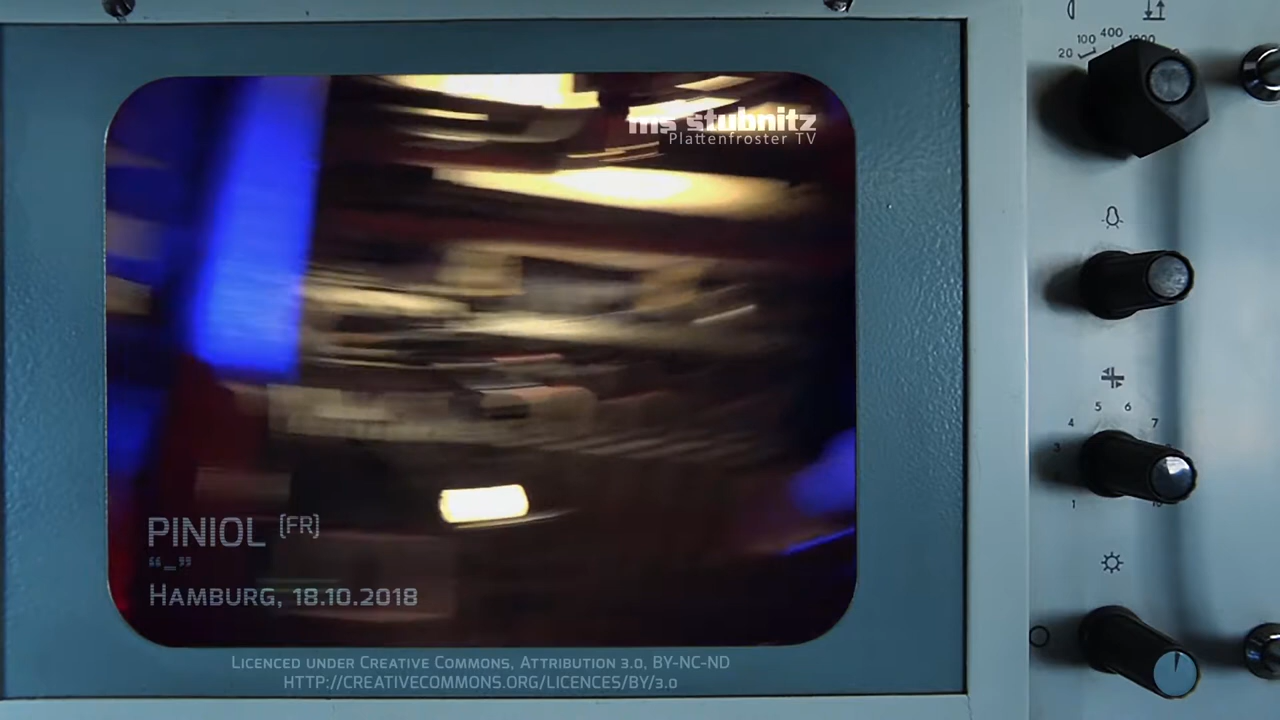 20 100 400 1000
ms stubnitz
Plattenfroster TV
5 6
4 7
3
1 10
PINIOL [FR]
“_”
HAMBURG, 18.10.2018
LICENCED UNDER CREATIVE COMMONS, ATTRIBUTION 3.0, BY-NC-ND
HTTP://CREATIVECOMMONS.ORG/LICENCES/BY/3.0